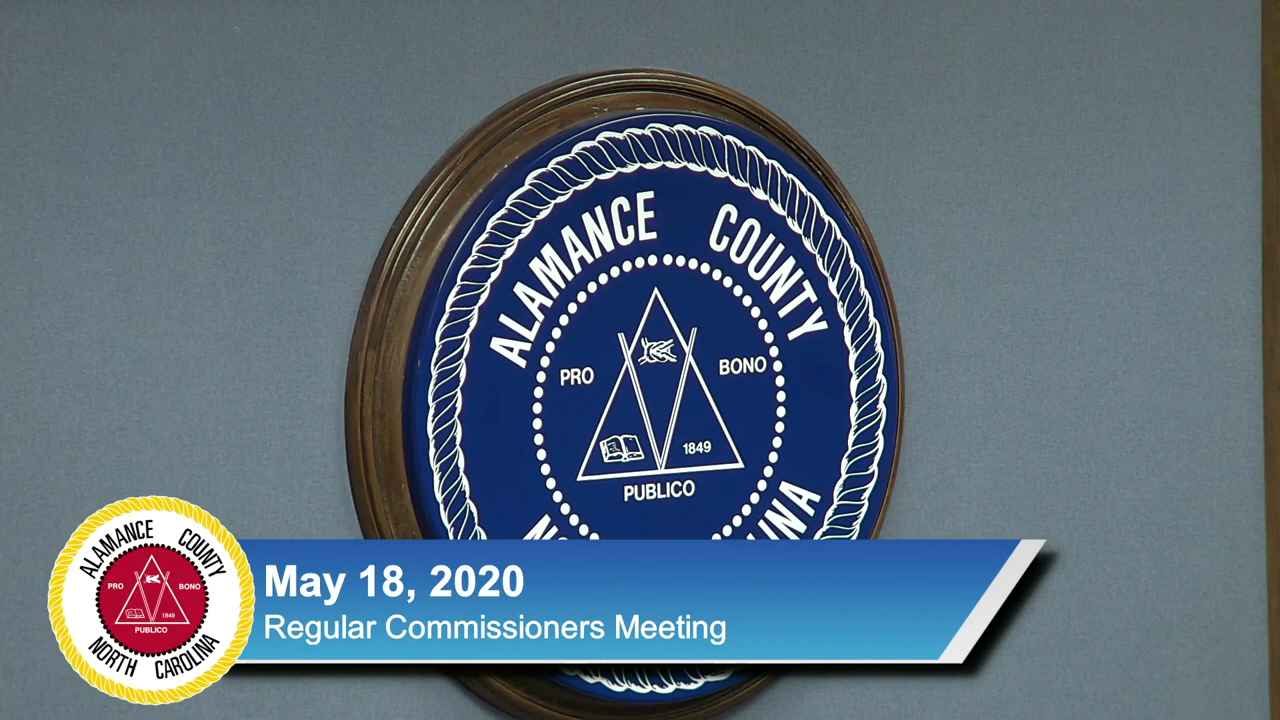 ALAMANCE COUNTY
PRO BONO
1849
PUBLICO
ALAMANCE COUNTY
PRO BONO
1849
PUBLICO
NORTH CAROLINA
May 18, 2020
Regular Commissioners Meeting